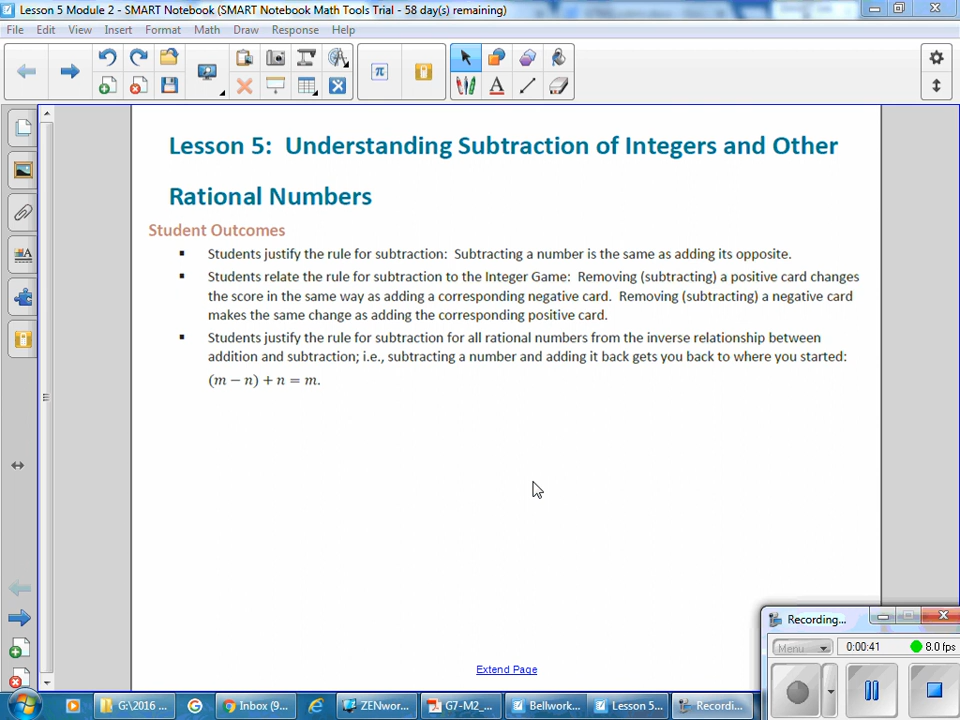 Lesson 5 Module 2 - SMART Notebook (SMART Notebook Math Tools Trial - 58 day(s) remaining)
File Edit View Insert Format Math Draw Response Help
Lesson 5: Understanding Subtraction of Integers and Other
Rational Numbers
Student Outcomes
▪ Students justify the rule for subtraction: Subtracting a number is the same as adding its opposite.
▪ Students relate the rule for subtraction to the Integer Game: Removing (subtracting) a positive card changes
the score in the same way as adding a corresponding negative card. Removing (subtracting) a negative card
makes the same change as adding the corresponding positive card.
▪ Students justify the rule for subtraction for all rational numbers from the inverse relationship between
addition and subtraction; i.e., subtracting a number and adding it back gets you back to where you started:
(m − n) + n = m.
Recording...
Menu 0:00:41 8.0 fps
Extend Page
G:\2016 ... Inbox (9... ZENwor... G7-M2_... Bellwork... Lesson 5... Recordi...